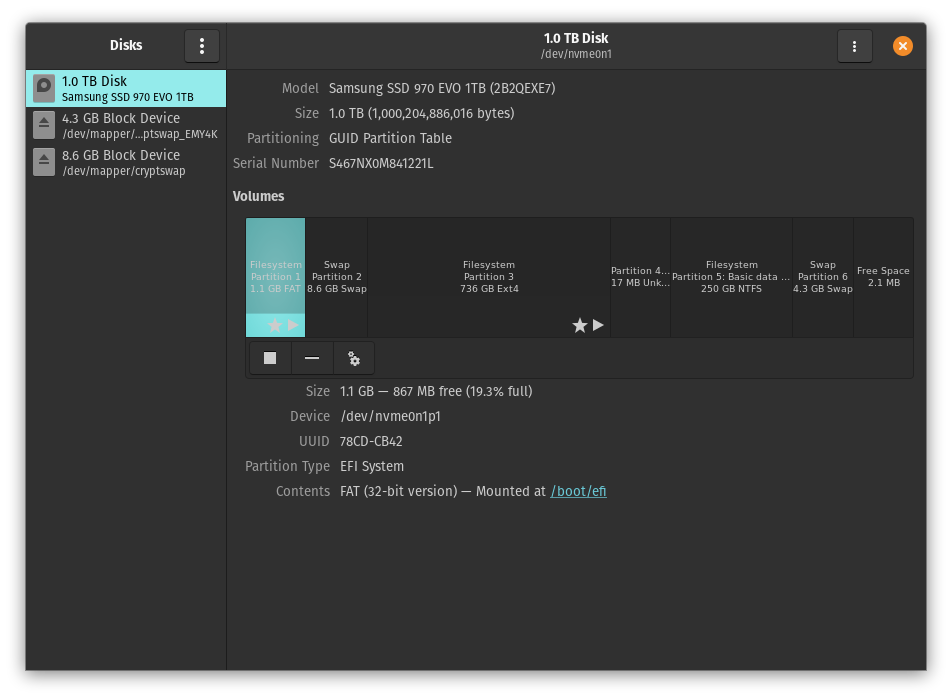 Disks
1.0 TB Disk
/dev/nvme0n1
1.0 TB Disk
Samsung SSD 970 EVO 1TB
4.3 GB Block Device
/dev/mapper/...ptswap_EMY4K
8.6 GB Block Device
/dev/mapper/cryptswap
Model Samsung SSD 970 EVO 1TB (2B2QEXE7)
Size 1.0 TB (1,000,204,886,016 bytes)
Partitioning GUID Partition Table
Serial Number S467NX0M841221L
Volumes
Filesystem
Partition 1
1.1 GB FAT
Swap
Partition 2
8.6 GB Swap
Filesystem
Partition 3
736 GB Ext4
Partition 4...
17 MB Unk...
Filesystem
Partition 5: Basic data ...
250 GB NTFS
Swap
Partition 6
4.3 GB Swap
Free Space
2.1 MB
Size 1.1 GB — 867 MB free (19.3% full)
Device /dev/nvme0n1p1
UUID 78CD-CB42
Partition Type EFI System
Contents FAT (32-bit version) — Mounted at /boot/efi